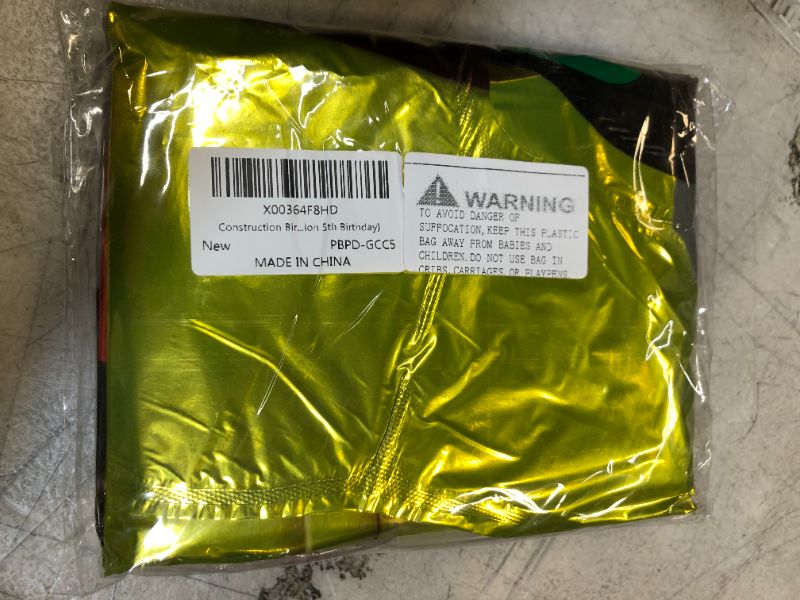 X00364F8HD
Construction Bir...ion 5th Birthday)
New PBPD-GCC5
MADE IN CHINA
WARNING
TO AVOID DANGER OF
SUFFOCATION, KEEP THIS PLASTIC
BAG AWAY FROM BABIES AND
CHILDREN. DO NOT USE BAG IN
CRIBS, CARRIAGES OR PLAYPENS